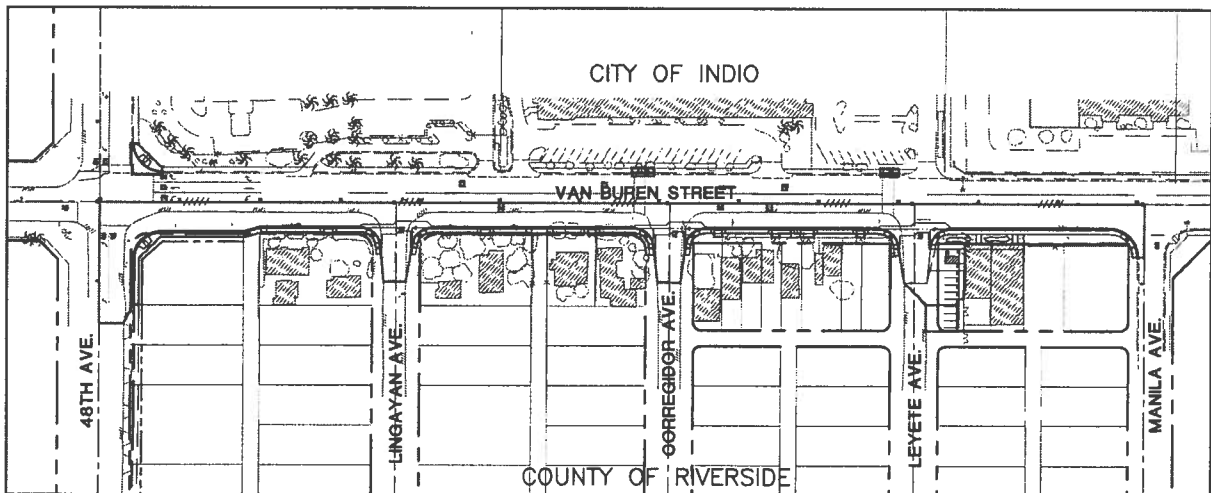 CITY OF INDIO
VAN BUREN STREET
48TH AVE.
LINGAYAN AVE.
CORREGIDOR AVE.
LEYETE AVE.
MANILA AVE.
COUNTY OF RIVERSIDE